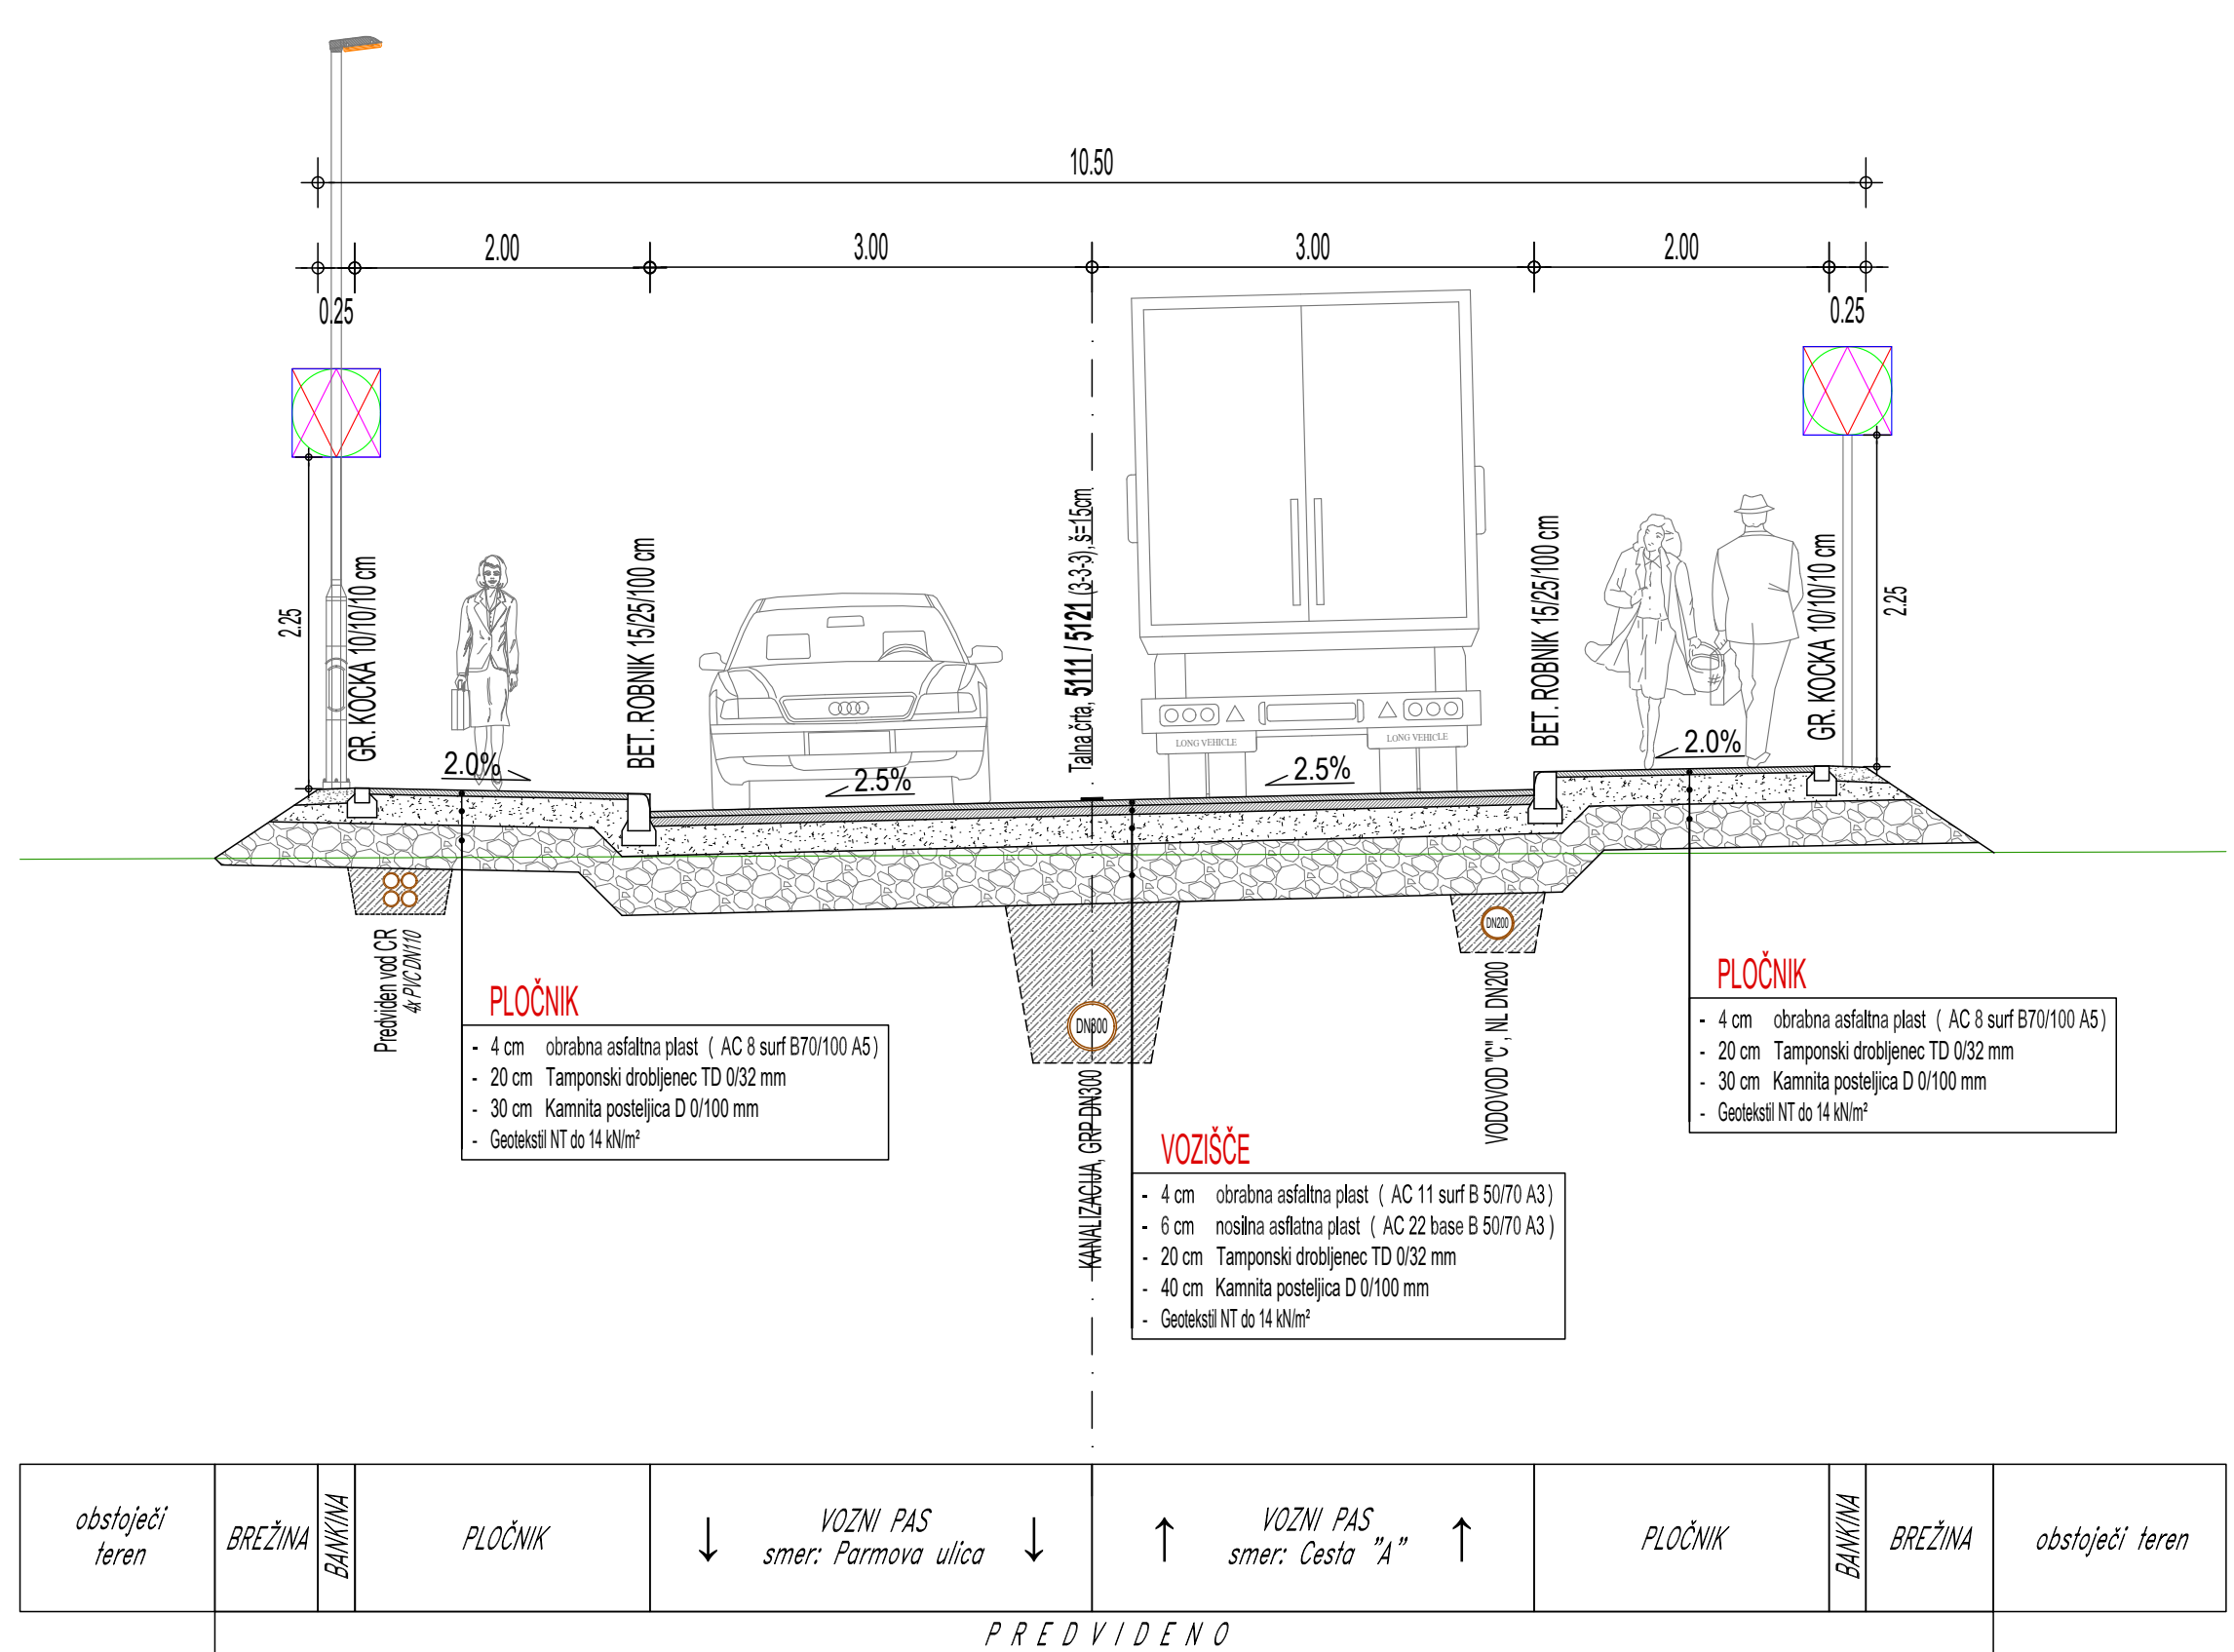 10.50
2.00
3.00
3.00
2.00
0.25
0.25
2.25
GR. KOCKA 10/10/10 cm
2.0%
BET. ROBNIK 15/25/100 cm
2.5%
Talna črta, 5111 / 5121 (3-3-3), š=15cm
LONG VEHICLE
LONG VEHICLE
2.5%
BET. ROBNIK 15/25/100 cm
2.0%
GR. KOCKA 10/10/10 cm
2.25
Predviden vod CR
4x PVC DN110
PLOČNIK
- 4 cm obrabna asfaltna plast ( AC 8 surf B70/100 A5 )
- 20 cm Tamponski drobljenec TD 0/32 mm
- 30 cm Kamnita posteljica D 0/100 mm
- Geotekstil NT do 14 kN/m²
DN300
KANALIZACIJA, GRP DN300
VOZIŠČE
- 4 cm obrabna asfaltna plast ( AC 11 surf B 50/70 A3 )
- 6 cm nosilna asflatna plast ( AC 22 base B 50/70 A3 )
- 20 cm Tamponski drobljenec TD 0/32 mm
- 40 cm Kamnita posteljica D 0/100 mm
- Geotekstil NT do 14 kN/m²
DN200
VODOVOD "C", NL DN200
PLOČNIK
- 4 cm obrabna asfaltna plast ( AC 8 surf B70/100 A5 )
- 20 cm Tamponski drobljenec TD 0/32 mm
- 30 cm Kamnita posteljica D 0/100 mm
- Geotekstil NT do 14 kN/m²
obstoječi
teren
BREŽINA
BANKINA
PLOČNIK
↓ VOZNI PAS ↓
smer: Parmova ulica
↑ VOZNI PAS ↑
smer: Cesta "A"
PLOČNIK
BANKINA
BREŽINA
obstoječi teren
PREDVIDENO